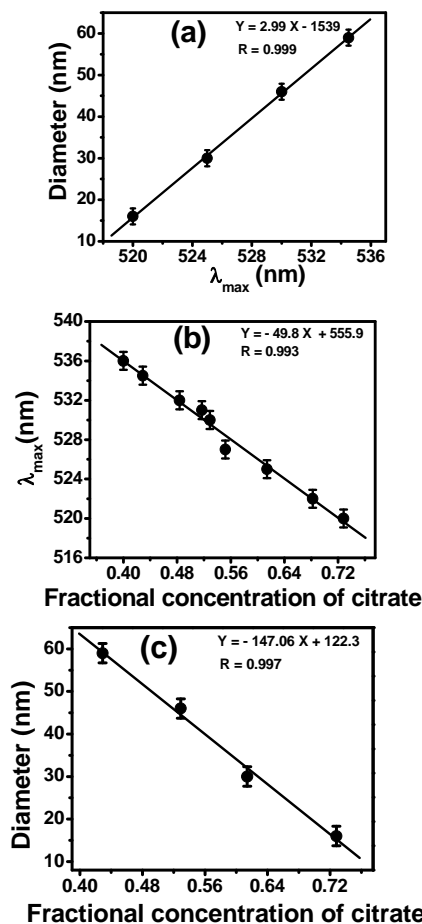 (a)
Y = 2.99 X - 1539
R = 0.999
Diameter (nm)
60
50
40
30
20
10
520 524 528 532 536
λmax (nm)
(b)
Y = - 49.8 X + 555.9
R = 0.993
λmax(nm)
540
536
532
528
524
520
516
0.40 0.48 0.56 0.64 0.72
Fractional concentration of citrate
(c)
Y = - 147.06 X + 122.3
R = 0.997
Diameter (nm)
60
50
40
30
20
10
0.40 0.48 0.56 0.64 0.72
Fractional concentration of citrate